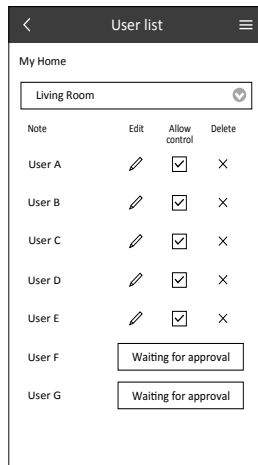 User list
My Home
Living Room
Note Edit Allow control Delete
User A
User B
User C
User D
User E
User F Waiting for approval
User G Waiting for approval